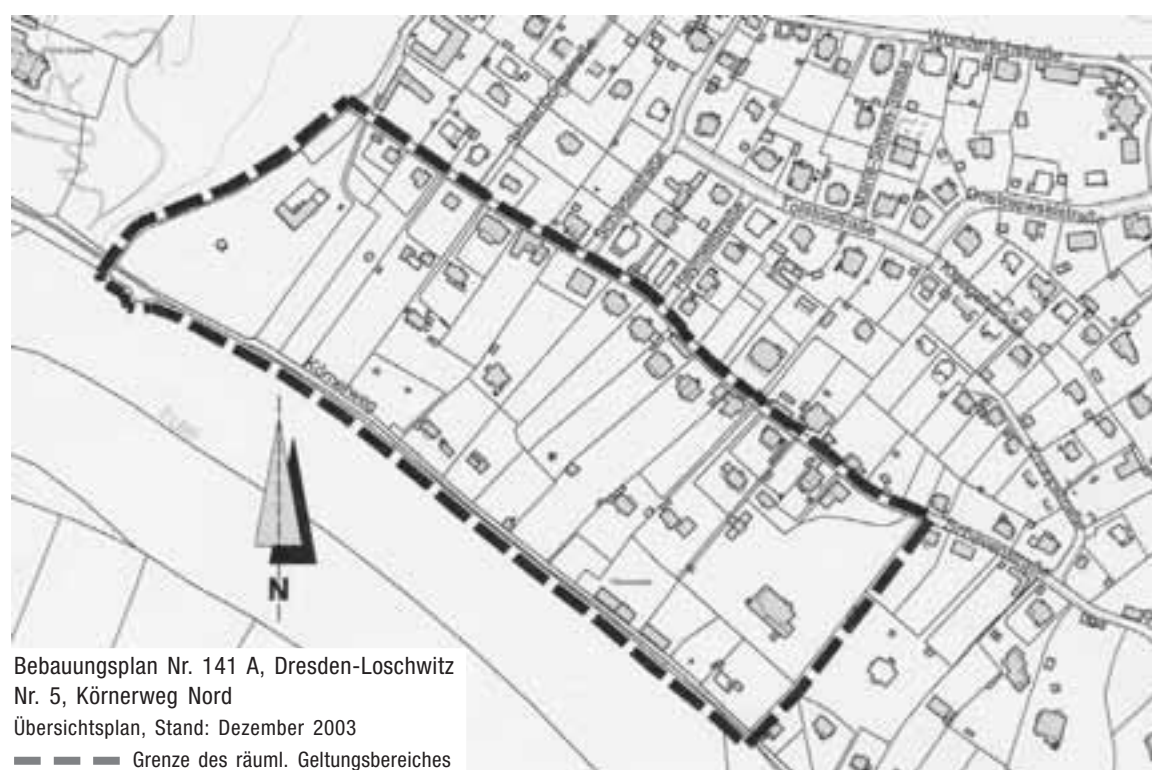 Körnerweg
N
Bebauungsplan Nr. 141 A, Dresden-Loschwitz
Nr. 5, Körnerweg Nord
Übersichtsplan, Stand: Dezember 2003
Grenze des räuml. Geltungsbereiches